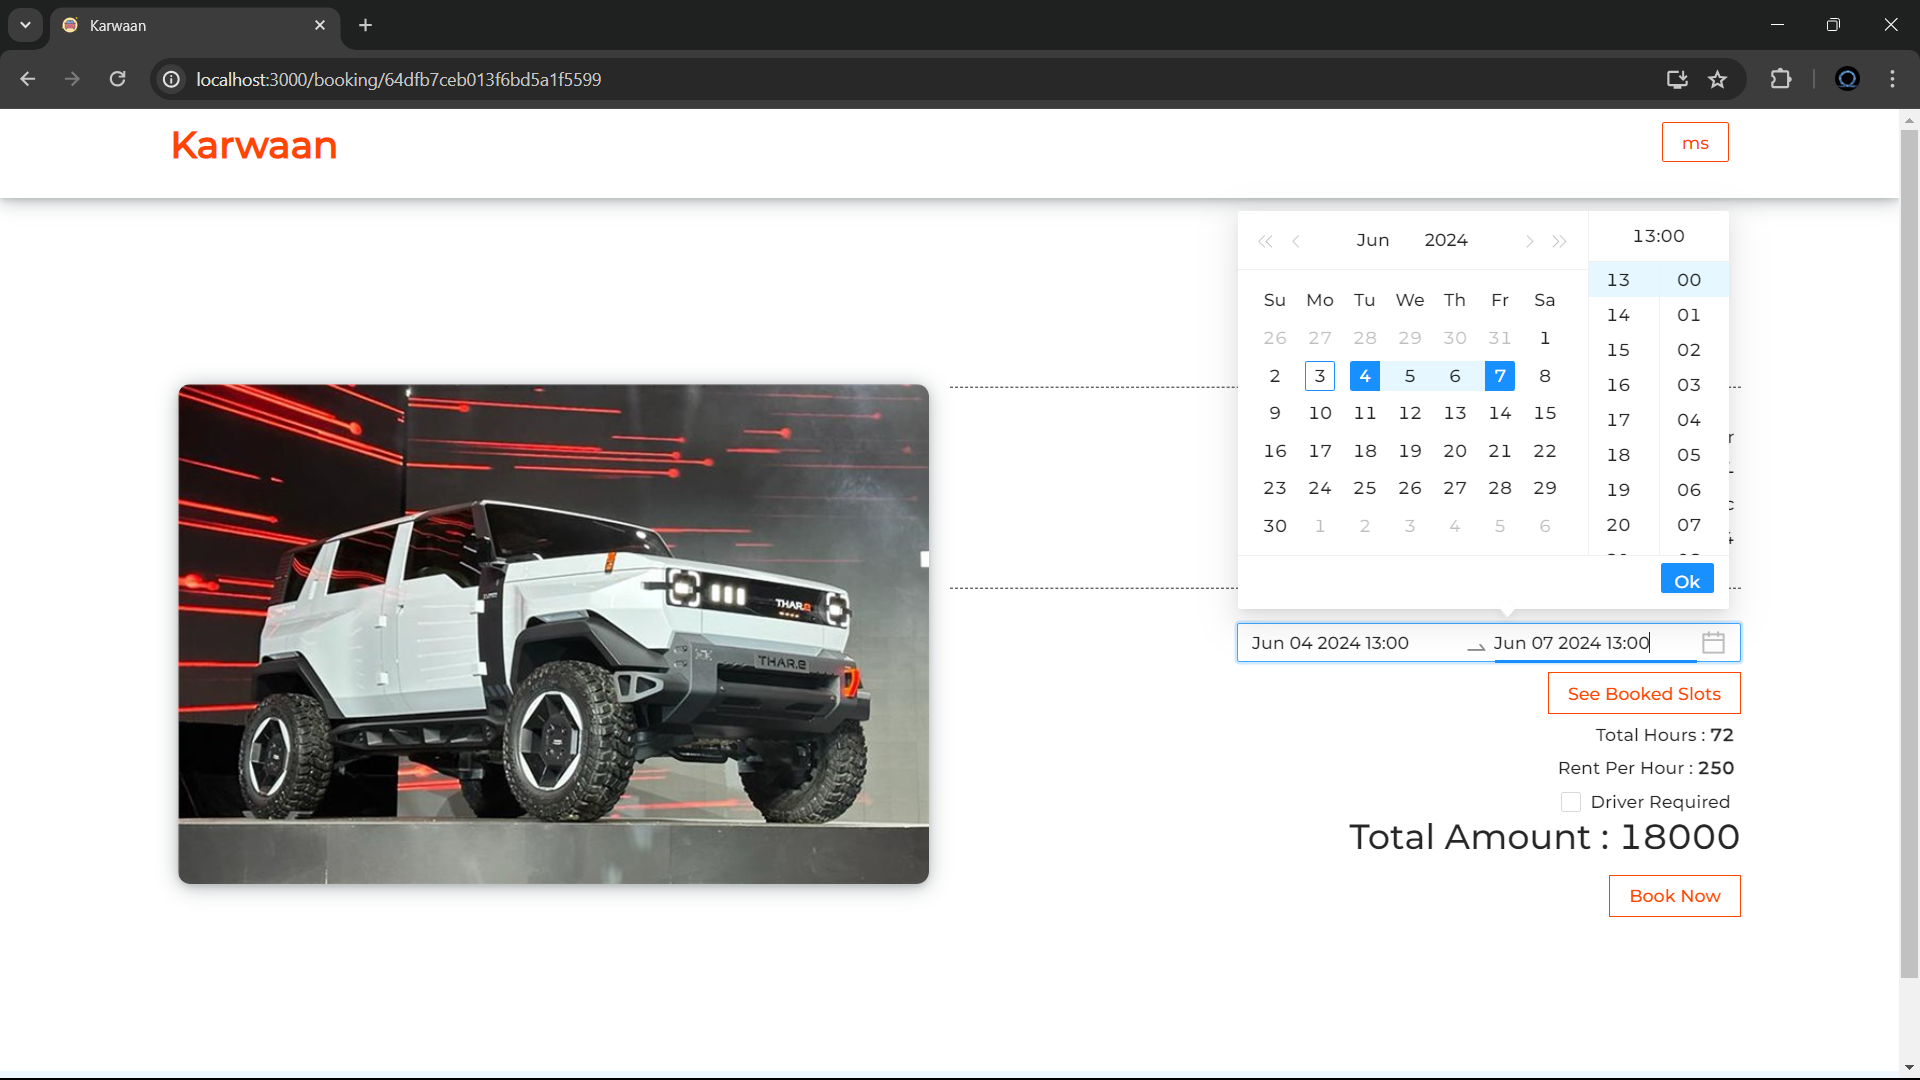 Karwaan
localhost:3000/booking/64dfb7ceb013f6bd5a1f5599
Karwaan
ms
Jun 2024 13:00
Su Mo Tu We Th Fr Sa
26 27 28 29 30 31 1
2 3 4 5 6 7 8
9 10 11 12 13 14 15
16 17 18 19 20 21 22
23 24 25 26 27 28 29
30 1 2 3 4 5 6
13 00
14 01
15 02
16 03
17 04
18 05
19 06
20 07
Ok
THAR.e
THAR.e
Jun 04 2024 13:00 Jun 07 2024 13:00
See Booked Slots
Total Hours : 72
Rent Per Hour : 250
Driver Required
Total Amount : 18000
Book Now